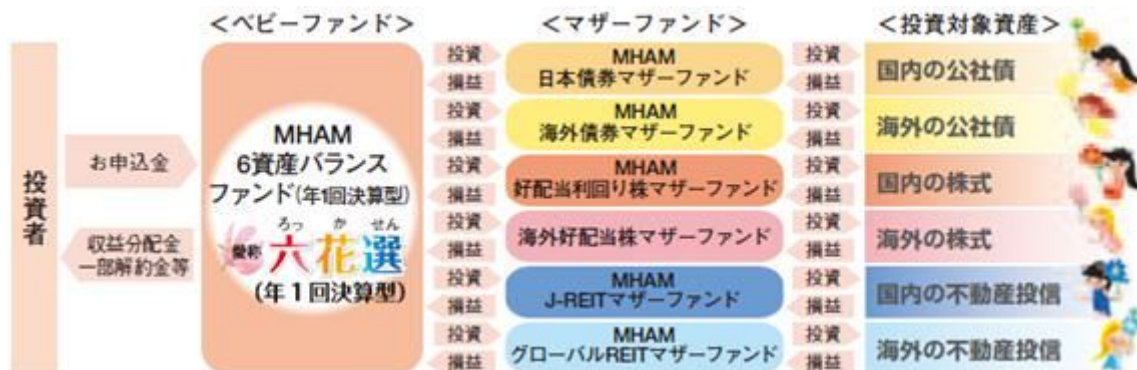 ＜ベビーファンド＞
＜マザーファンド＞
＜投資対象資産＞
投資者
お申込金
収益分配金
一部解約金等
MHAM
6資産バランス
ファンド(年1回決算型)
ろっ か せん
愛称 六花選
(年1回決算型)
投資
損益
MHAM
日本債券マザーファンド
投資
損益
国内の公社債
投資
損益
MHAM
海外債券マザーファンド
投資
損益
海外の公社債
投資
損益
MHAM
好配当利回り株マザーファンド
投資
損益
国内の株式
投資
損益
海外好配当株マザーファンド
投資
損益
海外の株式
投資
損益
MHAM
J-REITマザーファンド
投資
損益
国内の不動産投信
投資
損益
MHAM
グローバルREITマザーファンド
投資
損益
海外の不動産投信